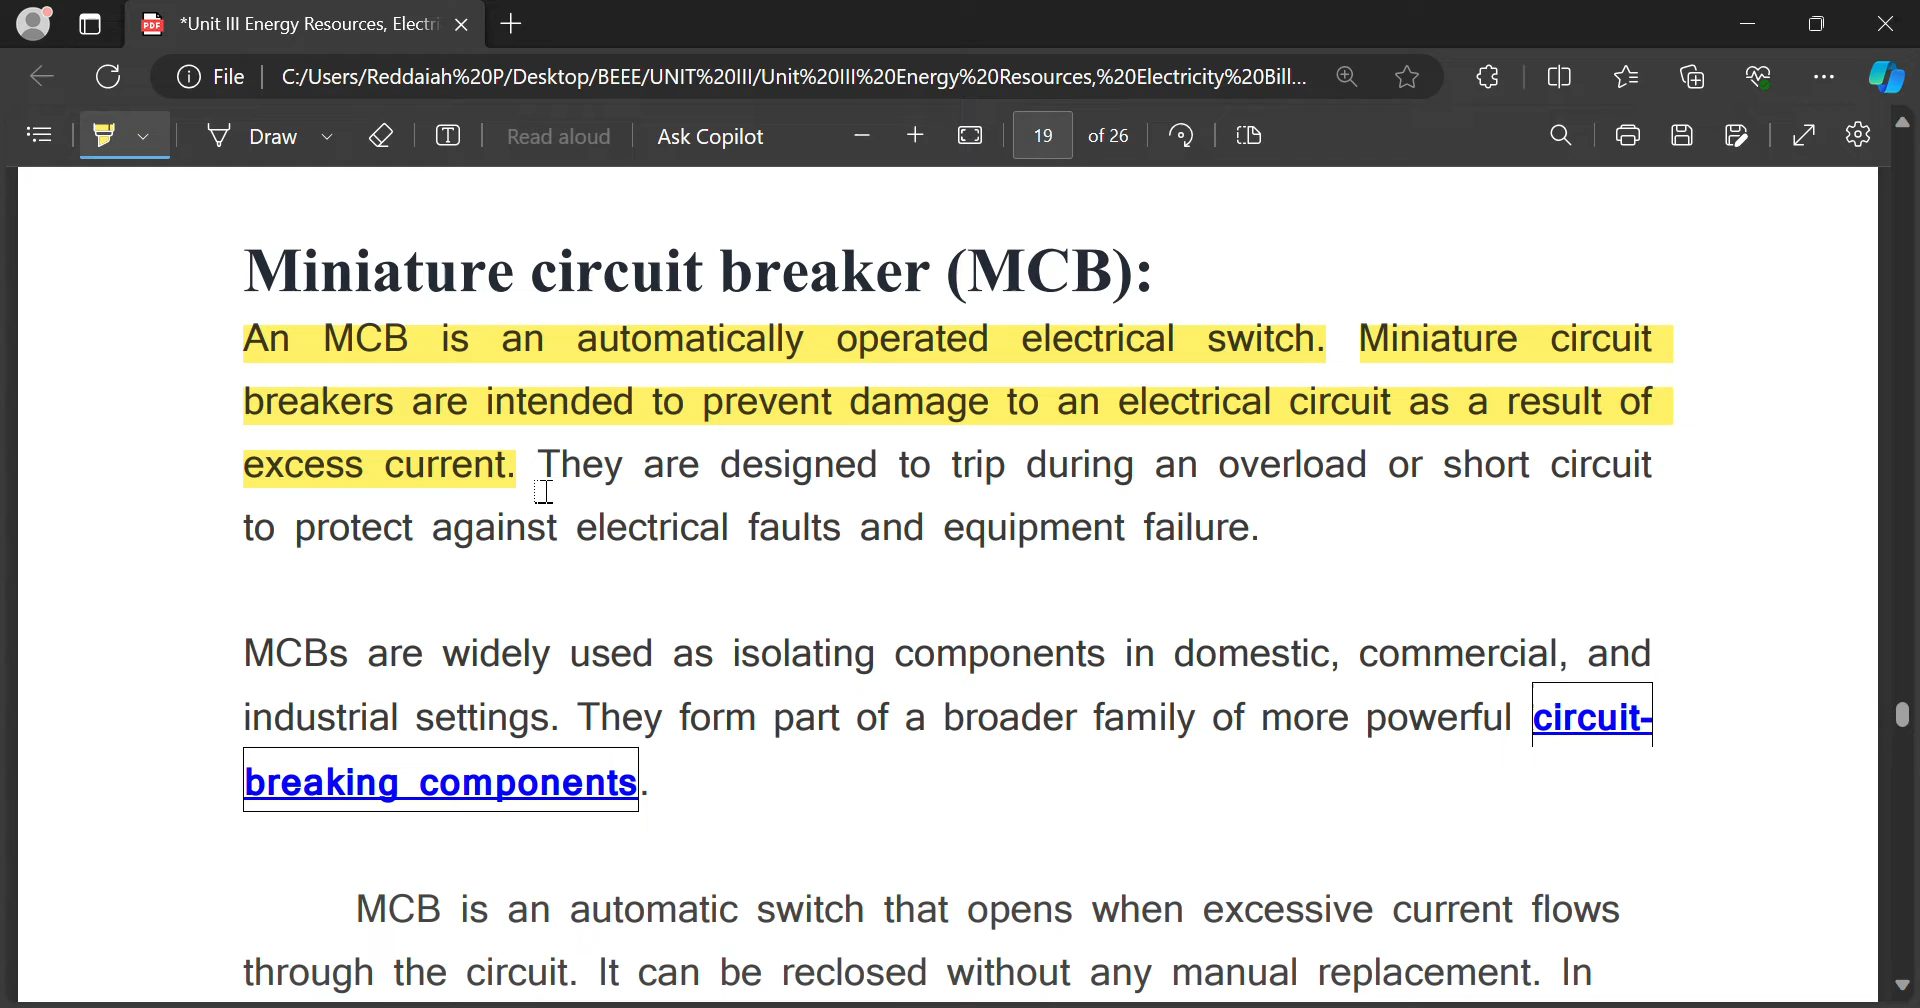 *Unit III Energy Resources, Electri
File
C:/Users/Reddaiah%20P/Desktop/BEEE/UNIT%20III/Unit%20III%20Energy%20Resources,%20Electricity%20Bill...
Draw
Read aloud
Ask Copilot
19
of 26
Miniature circuit breaker (MCB):
An MCB is an automatically operated electrical switch. Miniature circuit
breakers are intended to prevent damage to an electrical circuit as a result of
excess current. They are designed to trip during an overload or short circuit
to protect against electrical faults and equipment failure.
MCBs are widely used as isolating components in domestic, commercial, and
industrial settings. They form part of a broader family of more powerful circuit-
breaking components.
MCB is an automatic switch that opens when excessive current flows
through the circuit. It can be reclosed without any manual replacement. In